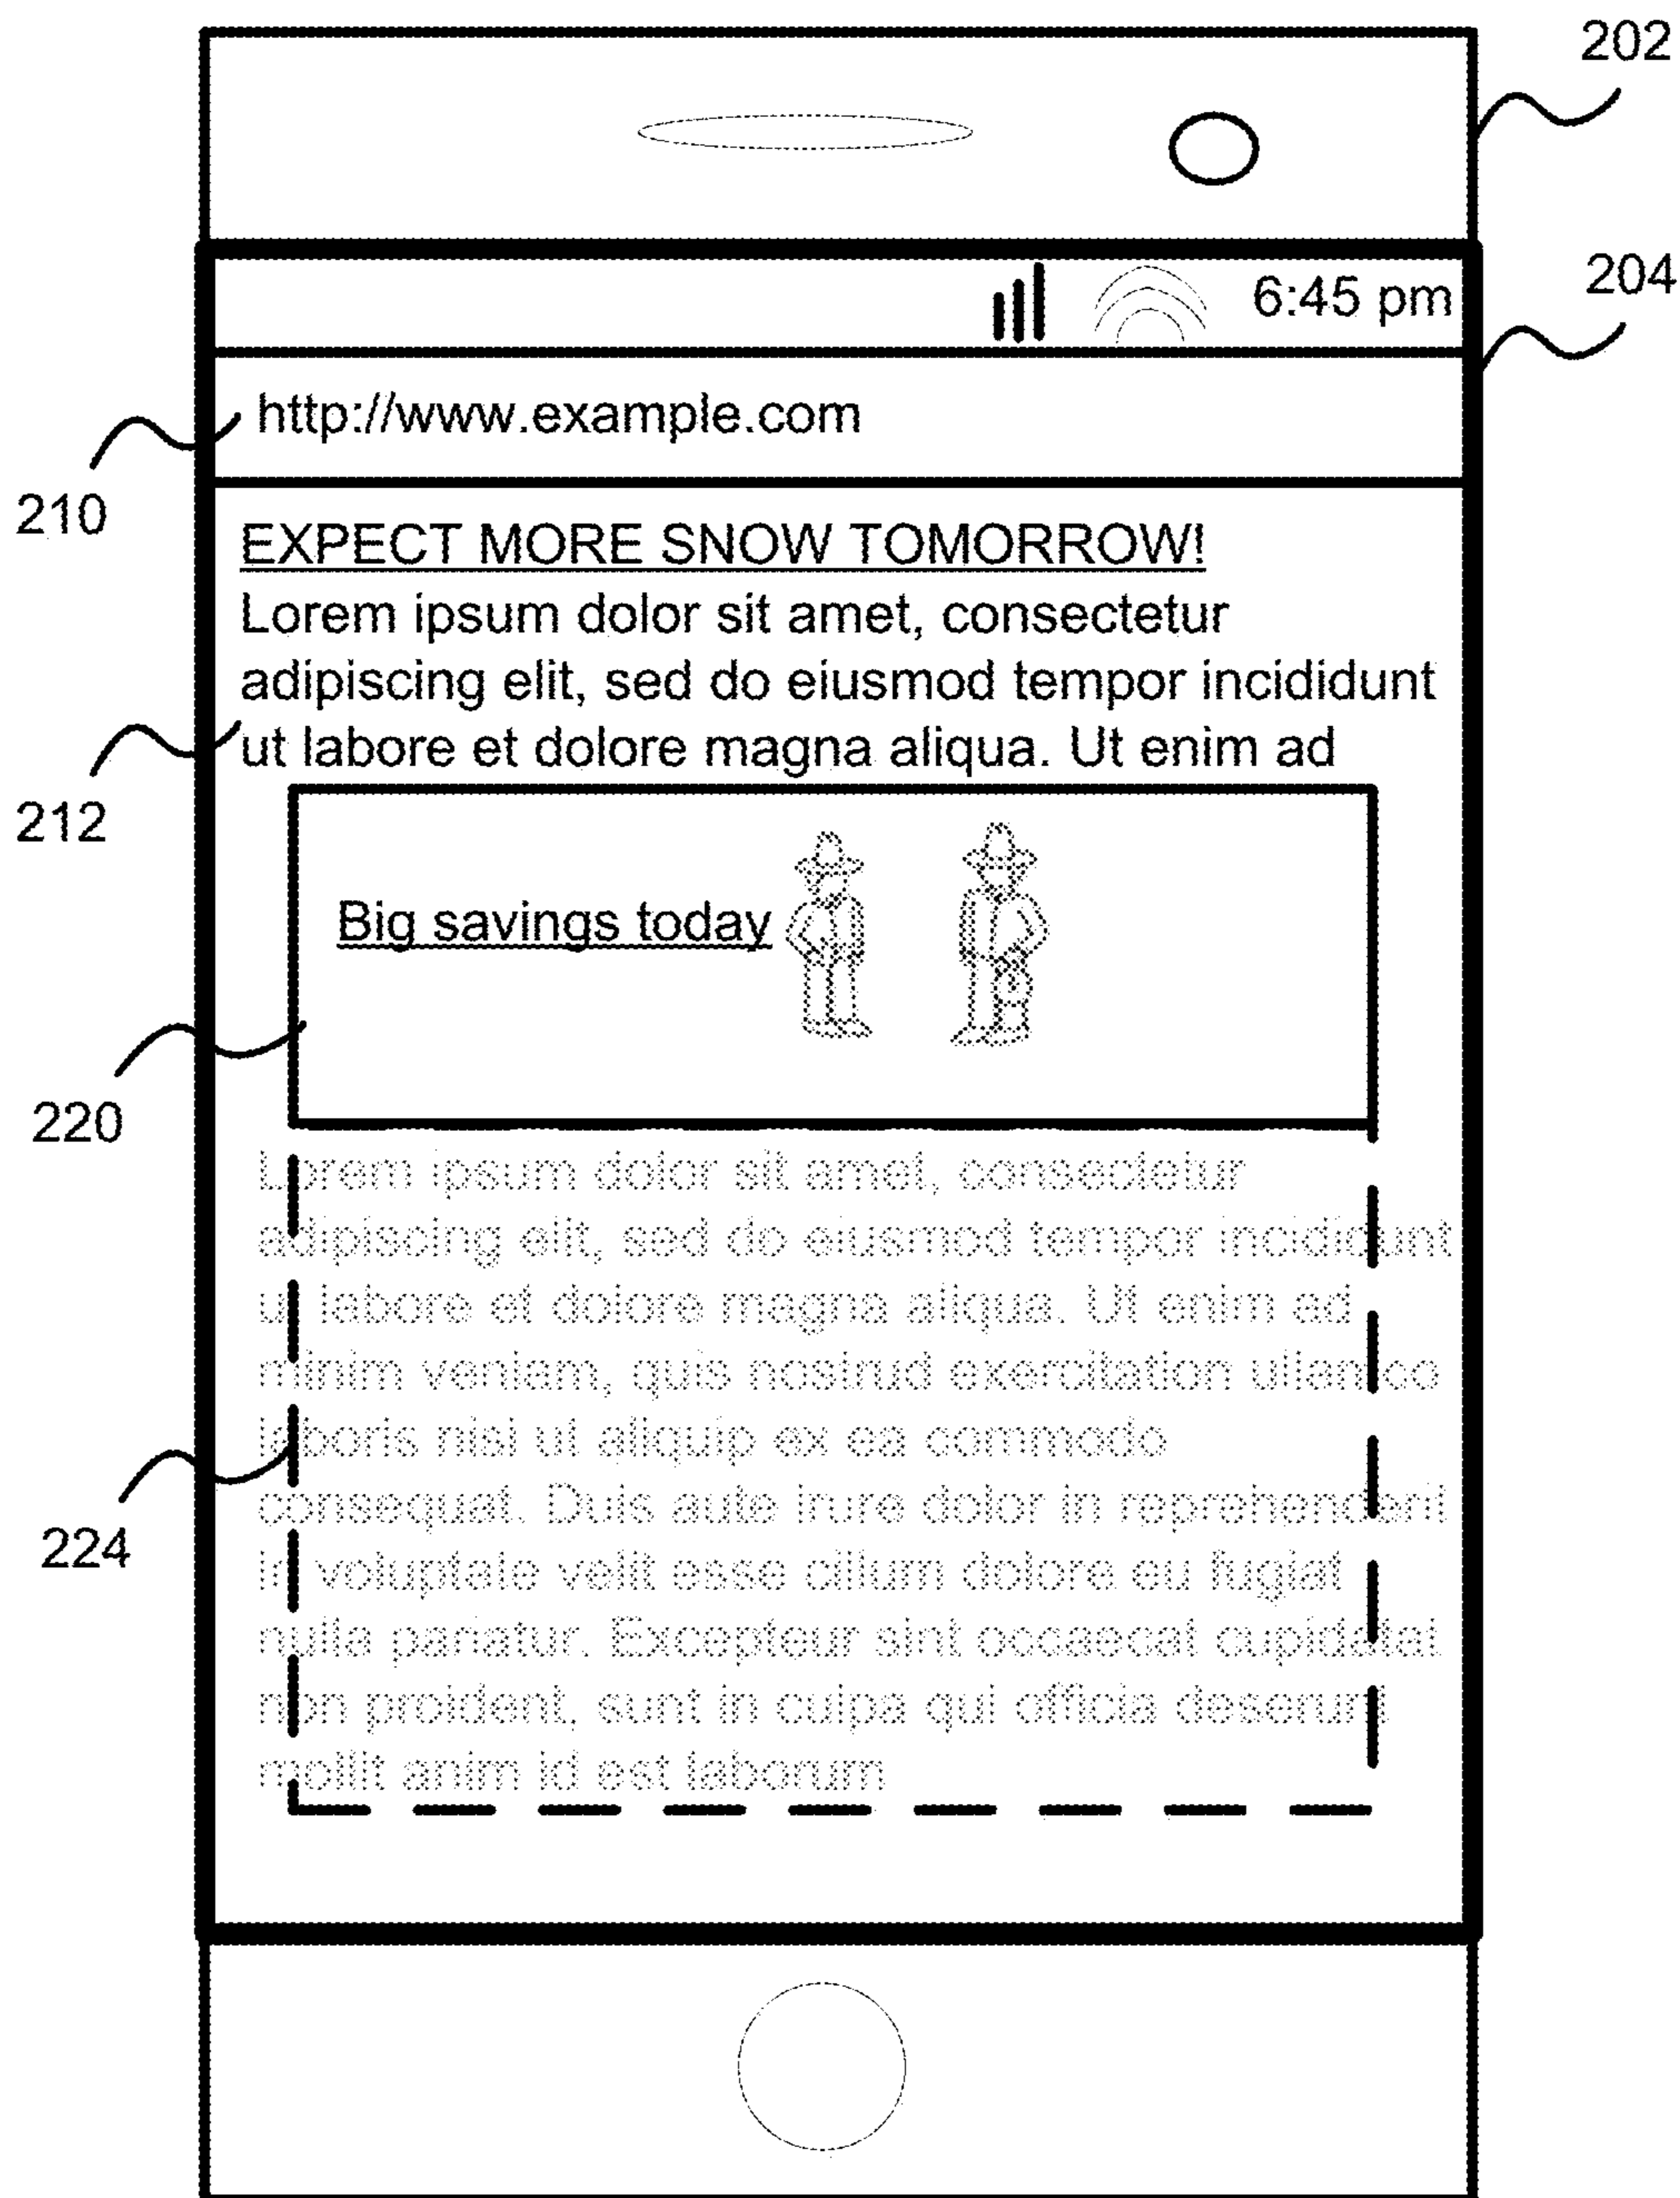 202
6:45 pm
204
http://www.example.com
210
EXPECT MORE SNOW TOMORROW!
Lorem ipsum dolor sit amet, consectetur
adipiscing elit, sed do eiusmod tempor incididunt
ut labore et dolore magna aliqua. Ut enim ad
212
Big savings today
220
Lorem ipsum dolor sit amet, consectetur
adipiscing elit, sed do eiusmod tempor incididunt
ut labore et dolore magna aliqua. Ut enim ad
minim veniam, quis nostrud exercitation ullamco
laboris nisi ut aliquip ex ea commodo
consequat. Duis aute irure dolor in reprehenderit
224
in voluptate velit esse cillum dolore eu fugiat
nulla pariatur. Excepteur sint occaecat cupidatat
non proident, sunt in culpa qui officia deserunt
mollit anim id est laborum